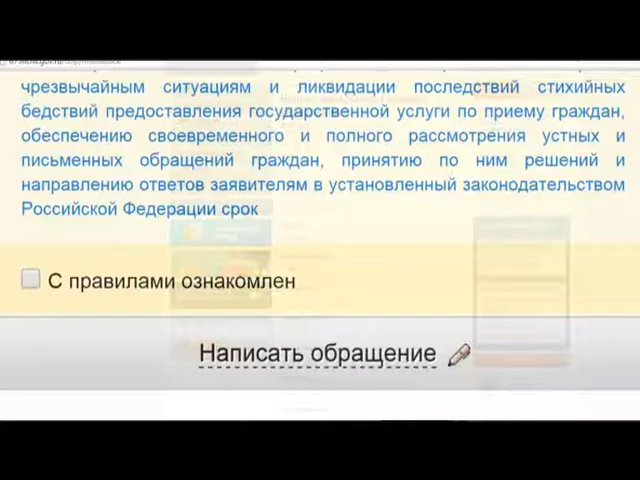 чрезвычайным ситуациям и ликвидации последствий стихийных
бедствий предоставления государственной услуги по приему граждан,
обеспечению своевременного и полного рассмотрения устных и
письменных обращений граждан, принятию по ним решений и
направлению ответов заявителям в установленный законодательством
Российской Федерации срок
С правилами ознакомлен
Написать обращение